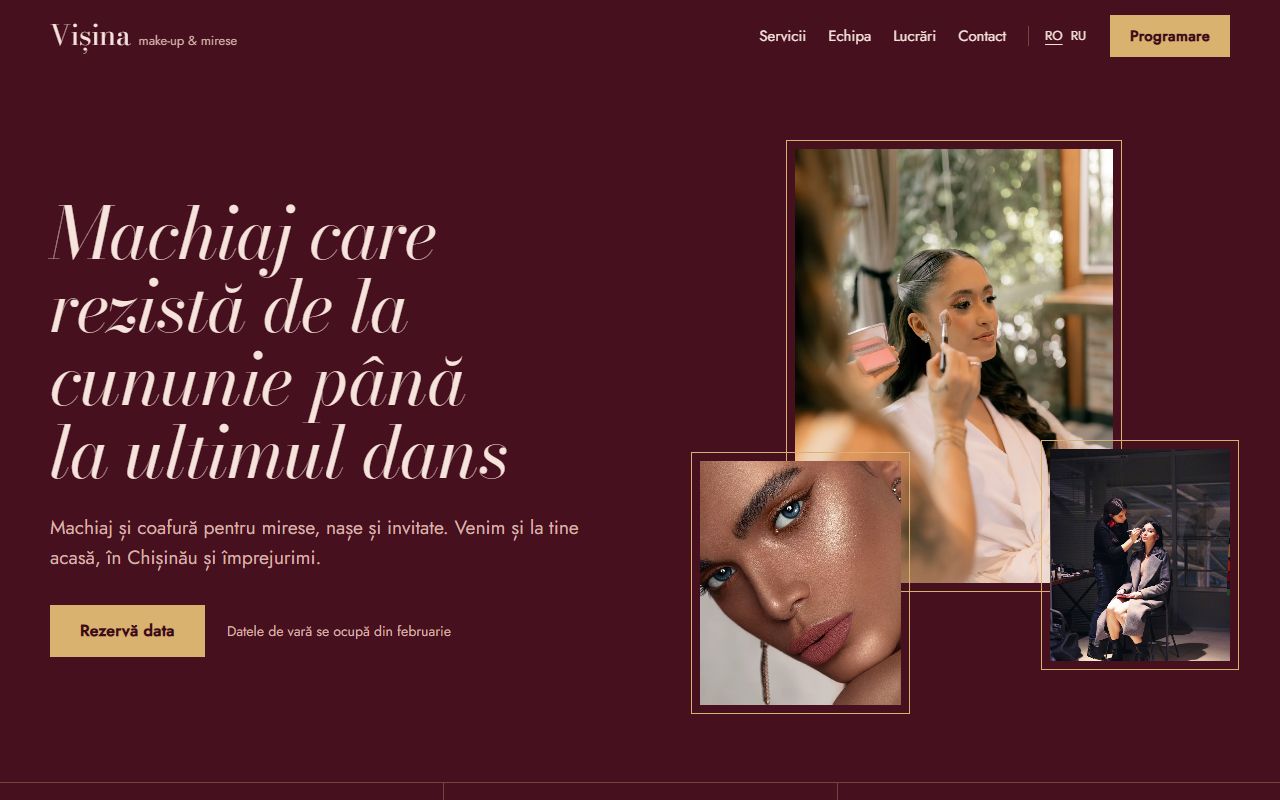 Vișina make-up & mirese
Servicii Echipa Lucrări Contact RO RU Programare
Machiaj care
rezistă de la
cununie până
la ultimul dans
Machiaj și coafură pentru mirese, nașe și invitate. Venim și la tine
acasă, în Chișinău și împrejurimi.
Rezervă data Datele de vară se ocupă din februarie